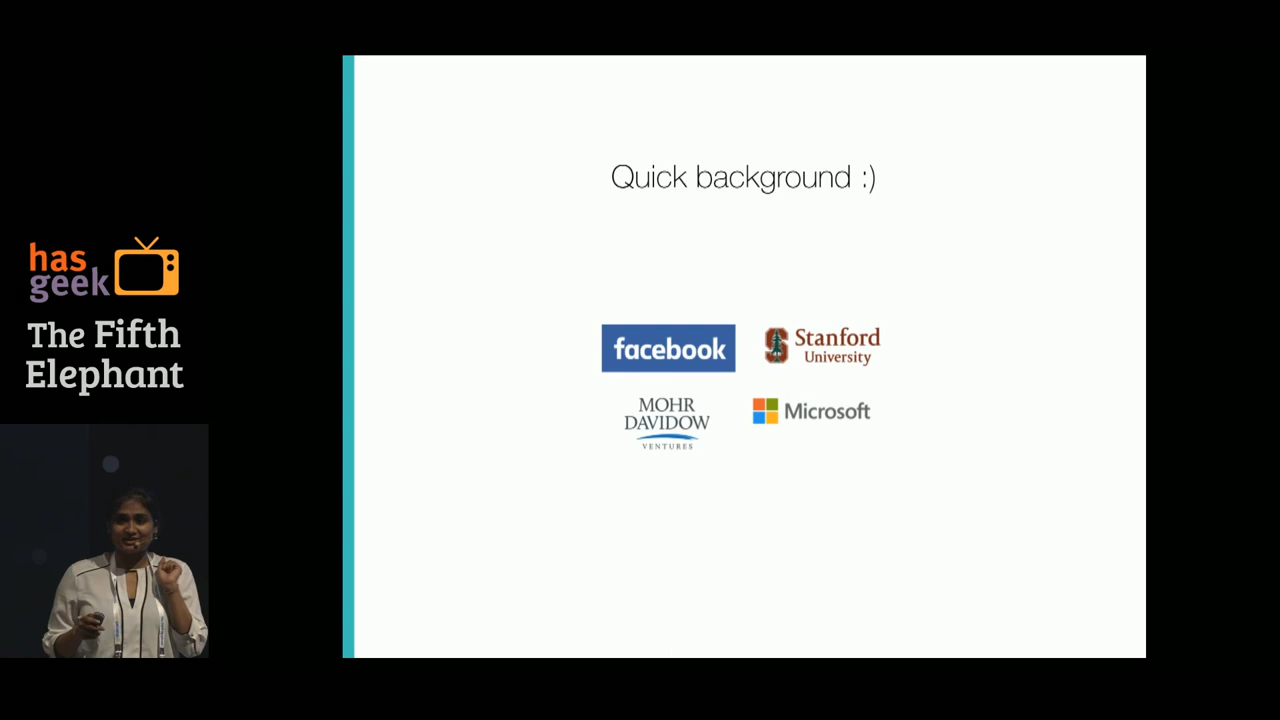 has
geek
The Fifth
Elephant
Quick background :)
facebook
Stanford
University
MOHR
DAVIDOW
VENTURES
Microsoft